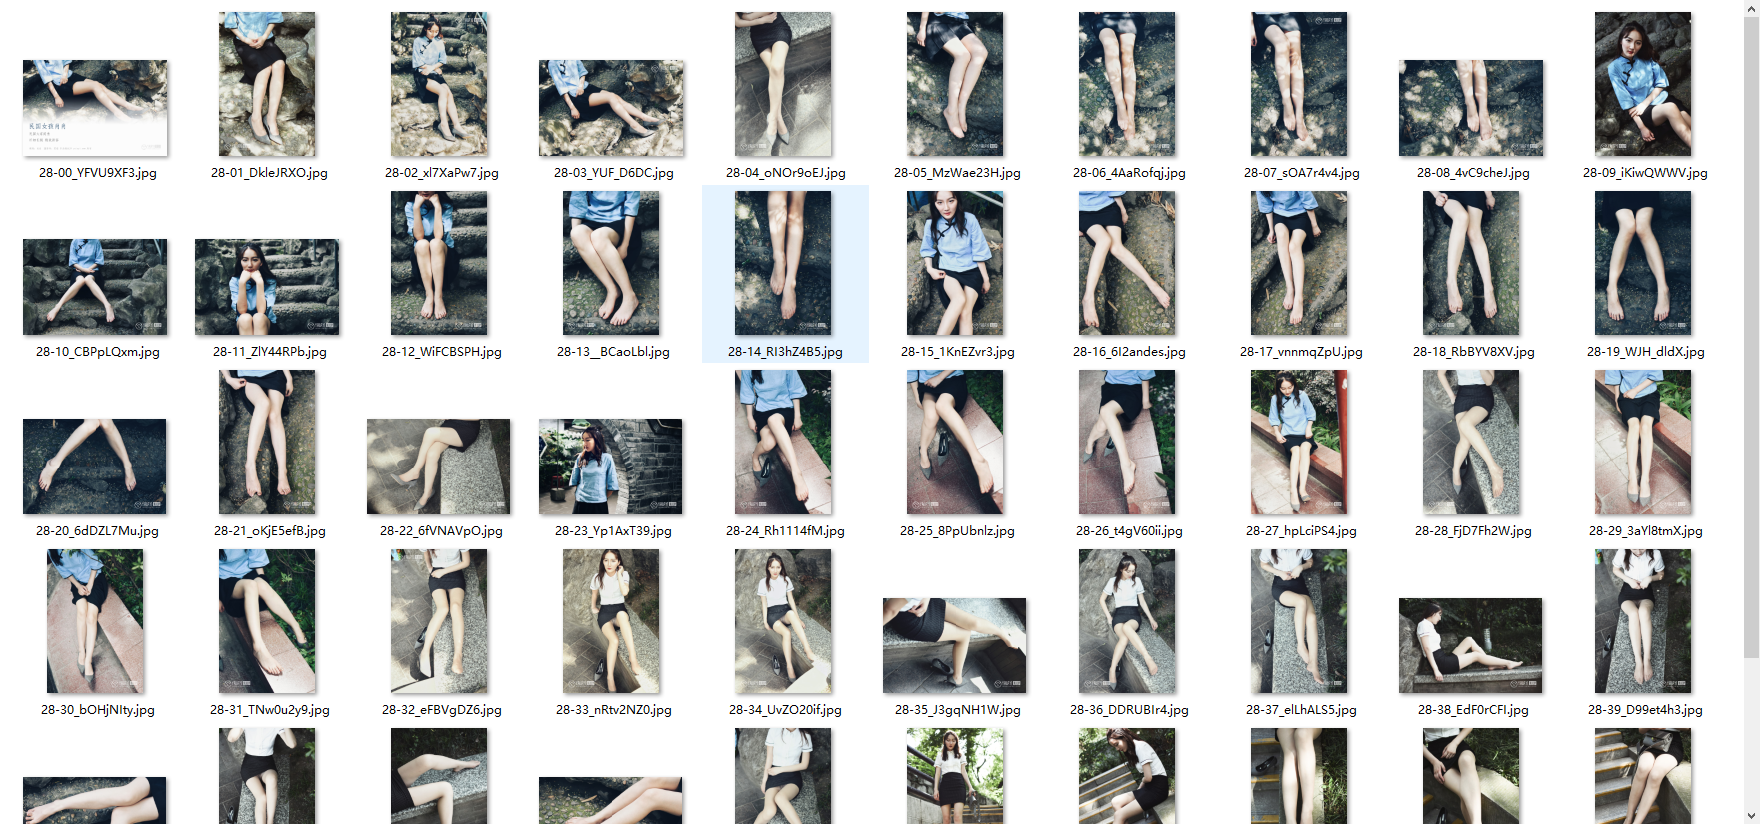 28-00_YFVU9XF3.jpg
28-01_DkleJRXO.jpg
28-02_xl7XaPw7.jpg
28-03_YUF_D6DC.jpg
28-04_oNOr9oEJ.jpg
28-05_MzWae23H.jpg
28-06_4AaRofqj.jpg
28-07_sOA7r4v4.jpg
28-08_4vC9cheJ.jpg
28-09_iKiwQWWV.jpg
28-10_CBPpLQxm.jpg
28-11_ZlY44RPb.jpg
28-12_WiFCBSPH.jpg
28-13__BCaoLbl.jpg
28-14_RI3hZ4B5.jpg
28-15_1KnEZvr3.jpg
28-16_6I2andes.jpg
28-17_vnnmqZpU.jpg
28-18_RbBYV8XV.jpg
28-19_WJH_dldX.jpg
28-20_6dDZL7Mu.jpg
28-21_oKjE5efB.jpg
28-22_6fVNAVpO.jpg
28-23_Yp1AxT39.jpg
28-24_Rh1114fM.jpg
28-25_8PpUbnlz.jpg
28-26_t4gV60ii.jpg
28-27_hpLciPS4.jpg
28-28_FjD7Fh2W.jpg
28-29_3aYl8tmX.jpg
28-30_bOHjNIty.jpg
28-31_TNw0u2y9.jpg
28-32_eFBVgDZ6.jpg
28-33_nRtv2NZ0.jpg
28-34_UvZO20if.jpg
28-35_J3gqNH1W.jpg
28-36_DDRUBIr4.jpg
28-37_elLhALS5.jpg
28-38_EdF0rCFI.jpg
28-39_D99et4h3.jpg